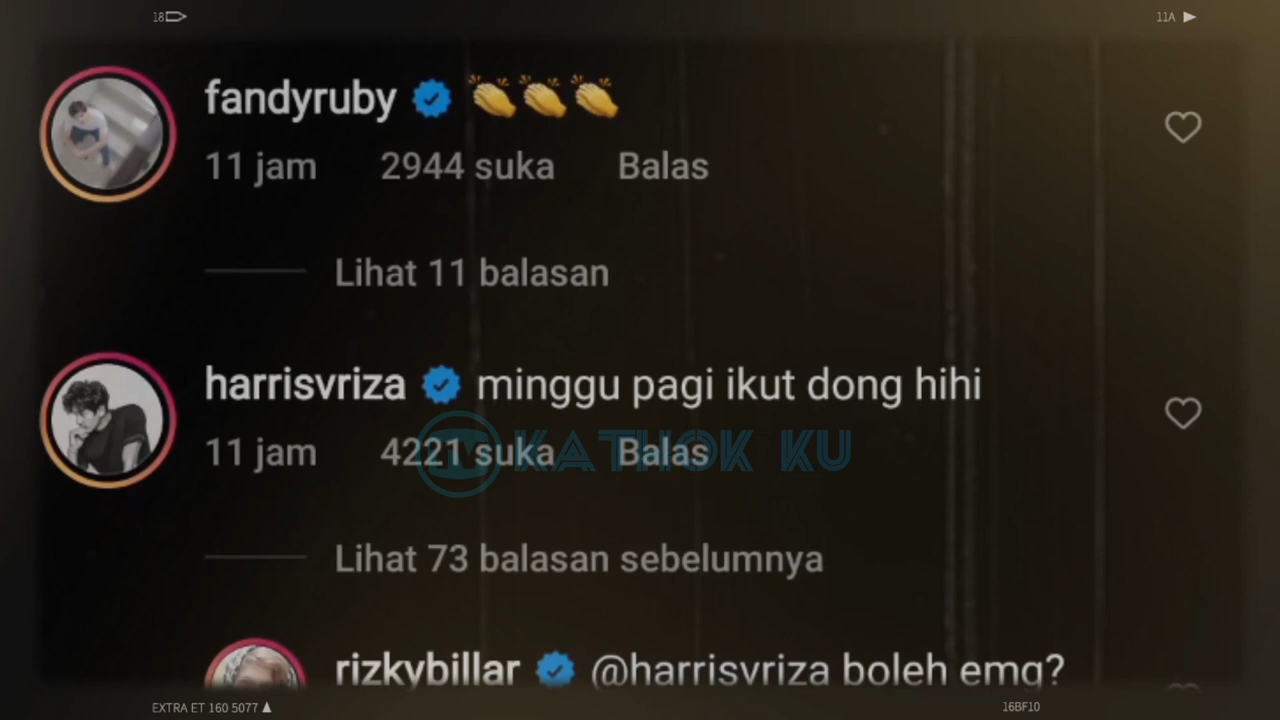 18
11A
fandyruby 👏👏👏
11 jam 2944 suka Balas
Lihat 11 balasan
harrisvriza minggu pagi ikut dong hihi
11 jam 4221 suka Balas
KATHOK KU
Lihat 73 balasan sebelumnya
rizkybillar @harrisvriza boleh emg?
EXTRA ET 160 5077
16BF10